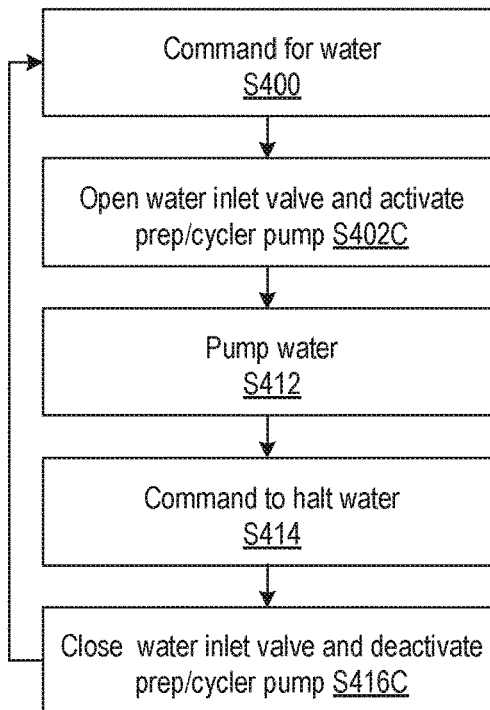 Command for water
S400
Open water inlet valve and activate
prep/cycler pump S402C
Pump water
S412
Command to halt water
S414
Close water inlet valve and deactivate
prep/cycler pump S416C